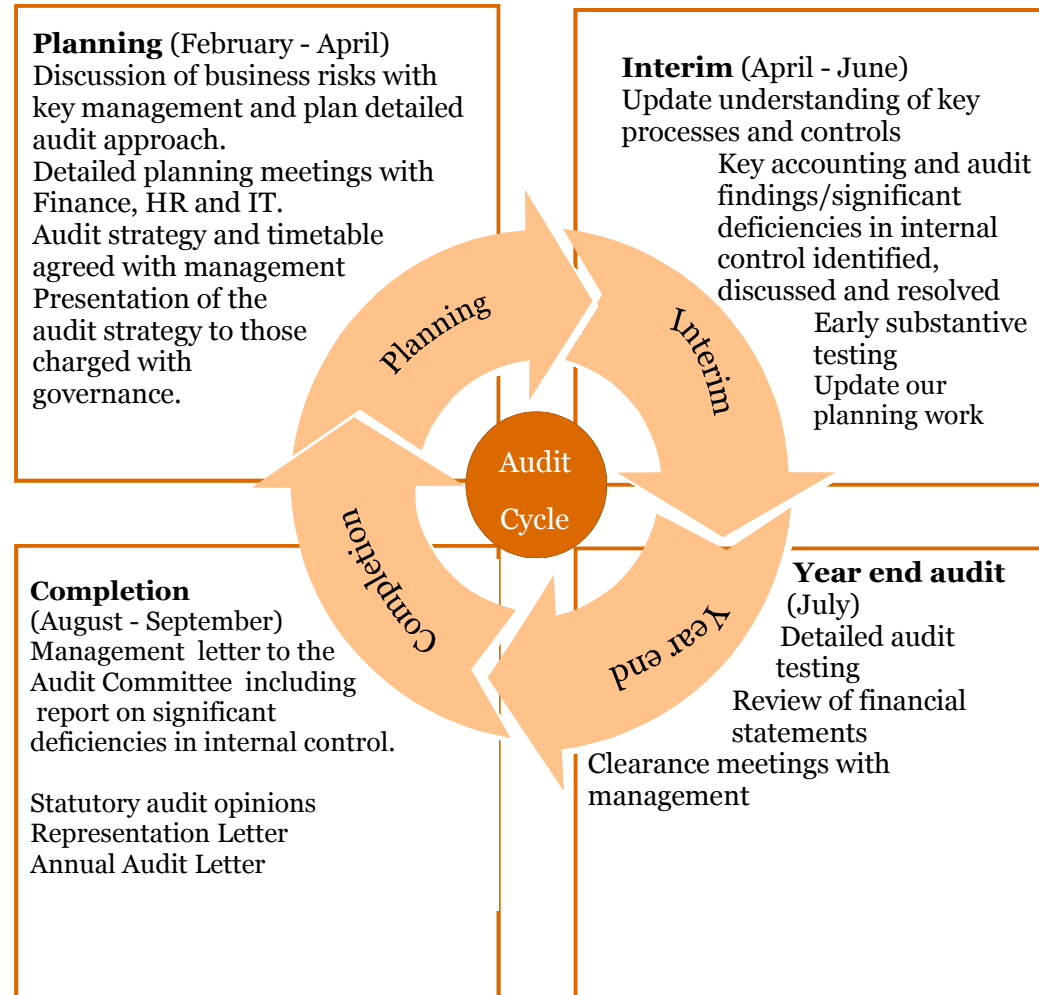 Planning (February - April)
Discussion of business risks with
key management and plan detailed
audit approach.
Detailed planning meetings with
Finance, HR and IT.
Audit strategy and timetable
agreed with management
Presentation of the
audit strategy to those
charged with
governance.
Interim (April - June)
Update understanding of key
processes and controls
Key accounting and audit
findings/significant
deficiencies in internal
control identified,
discussed and resolved
Early substantive
testing
Update our
planning work
Planning
Interim
Audit
Cycle
Completion
Year end
Completion
(August - September)
Management letter to the
Audit Committee including
report on significant
deficiencies in internal control.
Statutory audit opinions
Representation Letter
Annual Audit Letter
Year end audit
(July)
Detailed audit
testing
Review of financial
statements
Clearance meetings with
management